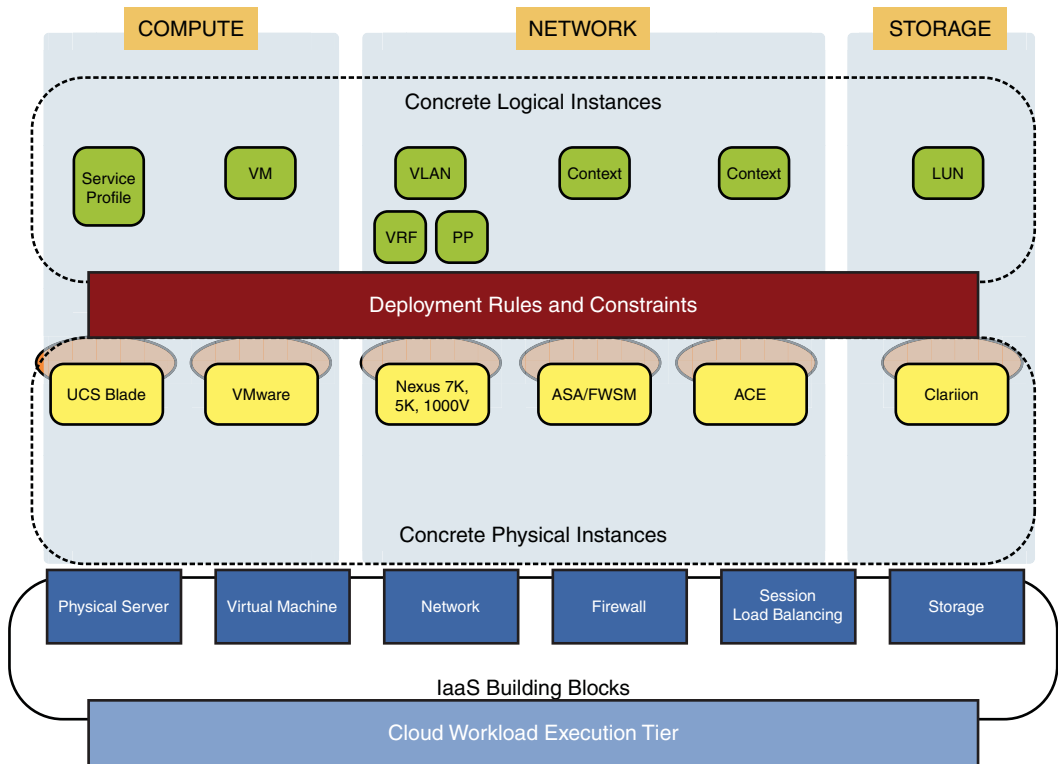 COMPUTE
NETWORK
STORAGE
Concrete Logical Instances
Service
Profile
VM
VLAN
Context
Context
LUN
VRF
PP
Deployment Rules and Constraints
UCS Blade
VMware
Nexus 7K,
5K, 1000V
ASA/FWSM
ACE
Clariion
Concrete Physical Instances
Physical Server
Virtual Machine
Network
Firewall
Session
Load Balancing
Storage
IaaS Building Blocks
Cloud Workload Execution Tier